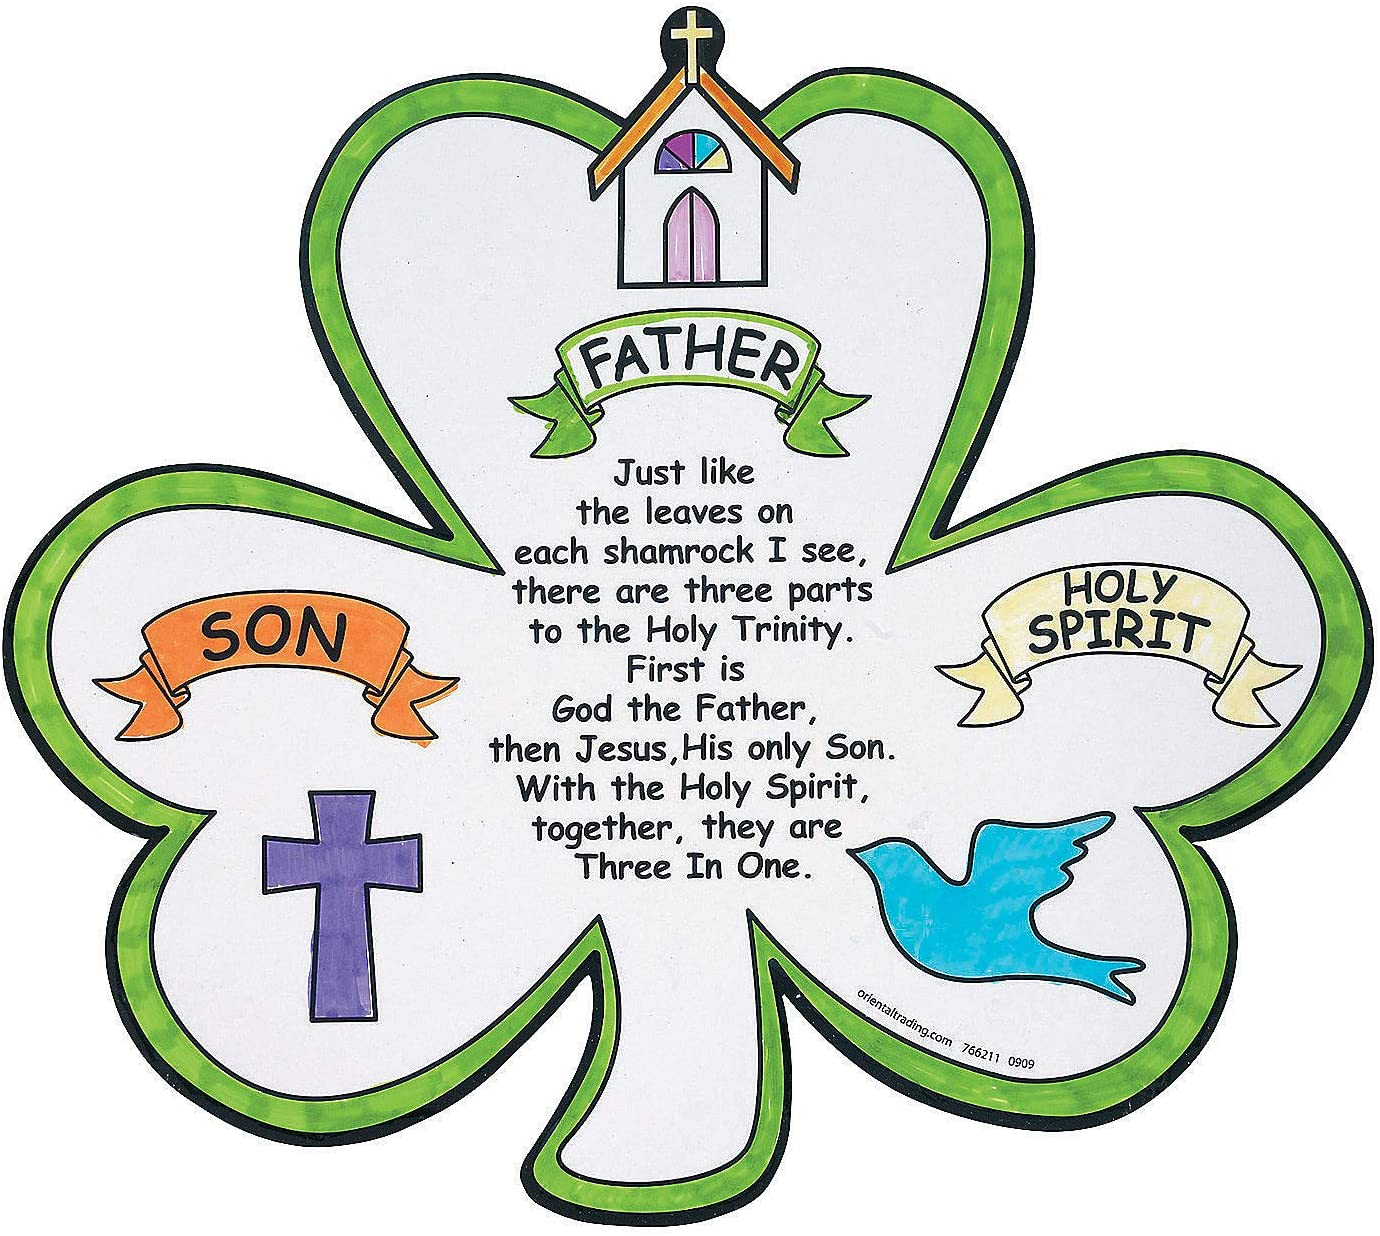 FATHER
Just like
the leaves on
each shamrock I see,
there are three parts
to the Holy Trinity.
First is
God the Father,
then Jesus,His only Son.
With the Holy Spirit,
together, they are
Three In One.
SON
HOLY
SPIRIT
orientaltrading.com 766211 0909